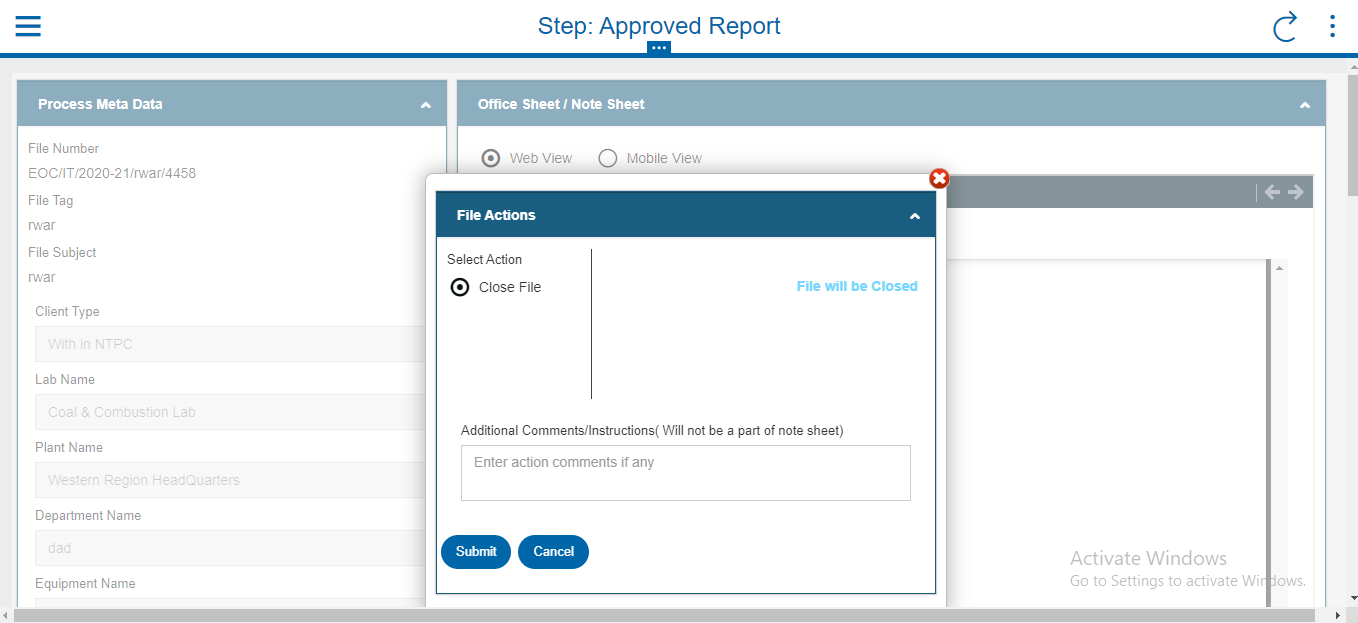 Step: Approved Report
Process Meta Data
File Number
EOC/IT/2020-21/rwar/4458
File Tag
rwar
File Subject
rwar
Client Type
With in NTPC
Lab Name
Coal & Combustion Lab
Plant Name
Western Region HeadQuarters
Department Name
dad
Equipment Name
Office Sheet / Note Sheet
Web View
Mobile View
File Actions
Select Action
Close File
File will be Closed
Additional Comments/Instructions( Will not be a part of note sheet)
Enter action comments if any
Submit
Cancel
Activate Windows
Go to Settings to activate Windows.